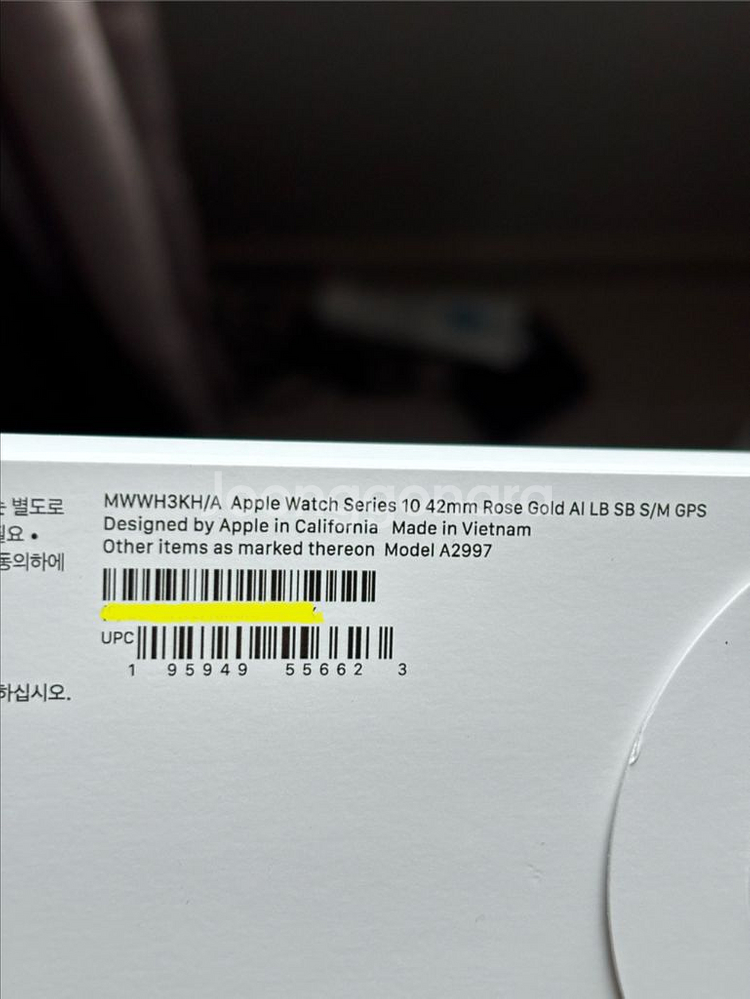 joonggonara
는 별도로
필요 •
동의하에
하십시오.
MWWH3KH/A Apple Watch Series 10 42mm Rose Gold Al LB SB S/M GPS
Designed by Apple in California Made in Vietnam
Other items as marked thereon Model A2997
UPC
1 95949 55662 3